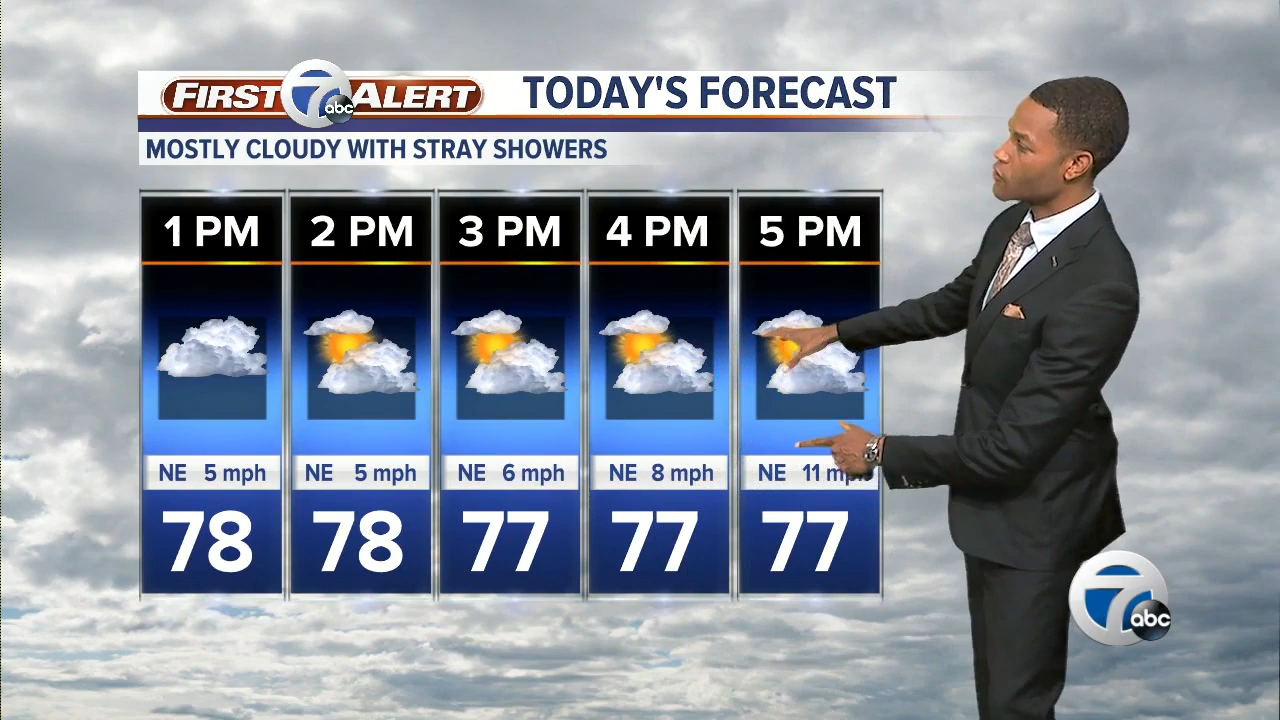 FIRST 7 abc ALERT TODAY'S FORECAST
MOSTLY CLOUDY WITH STRAY SHOWERS
1 PM 2 PM 3 PM 4 PM 5 PM
NE 5 mph NE 5 mph NE 6 mph NE 8 mph NE 11 mph
78 78 77 77 77
7 abc